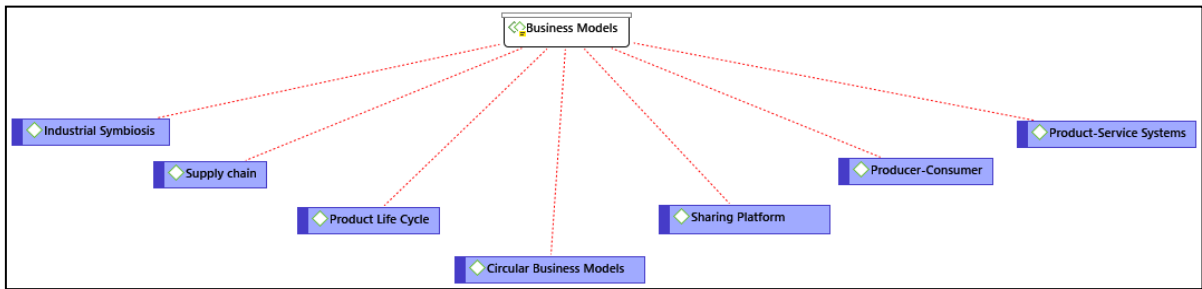 Business Models
Industrial Symbiosis
Product-Service Systems
Supply chain
Producer-Consumer
Product Life Cycle
Sharing Platform
Circular Business Models